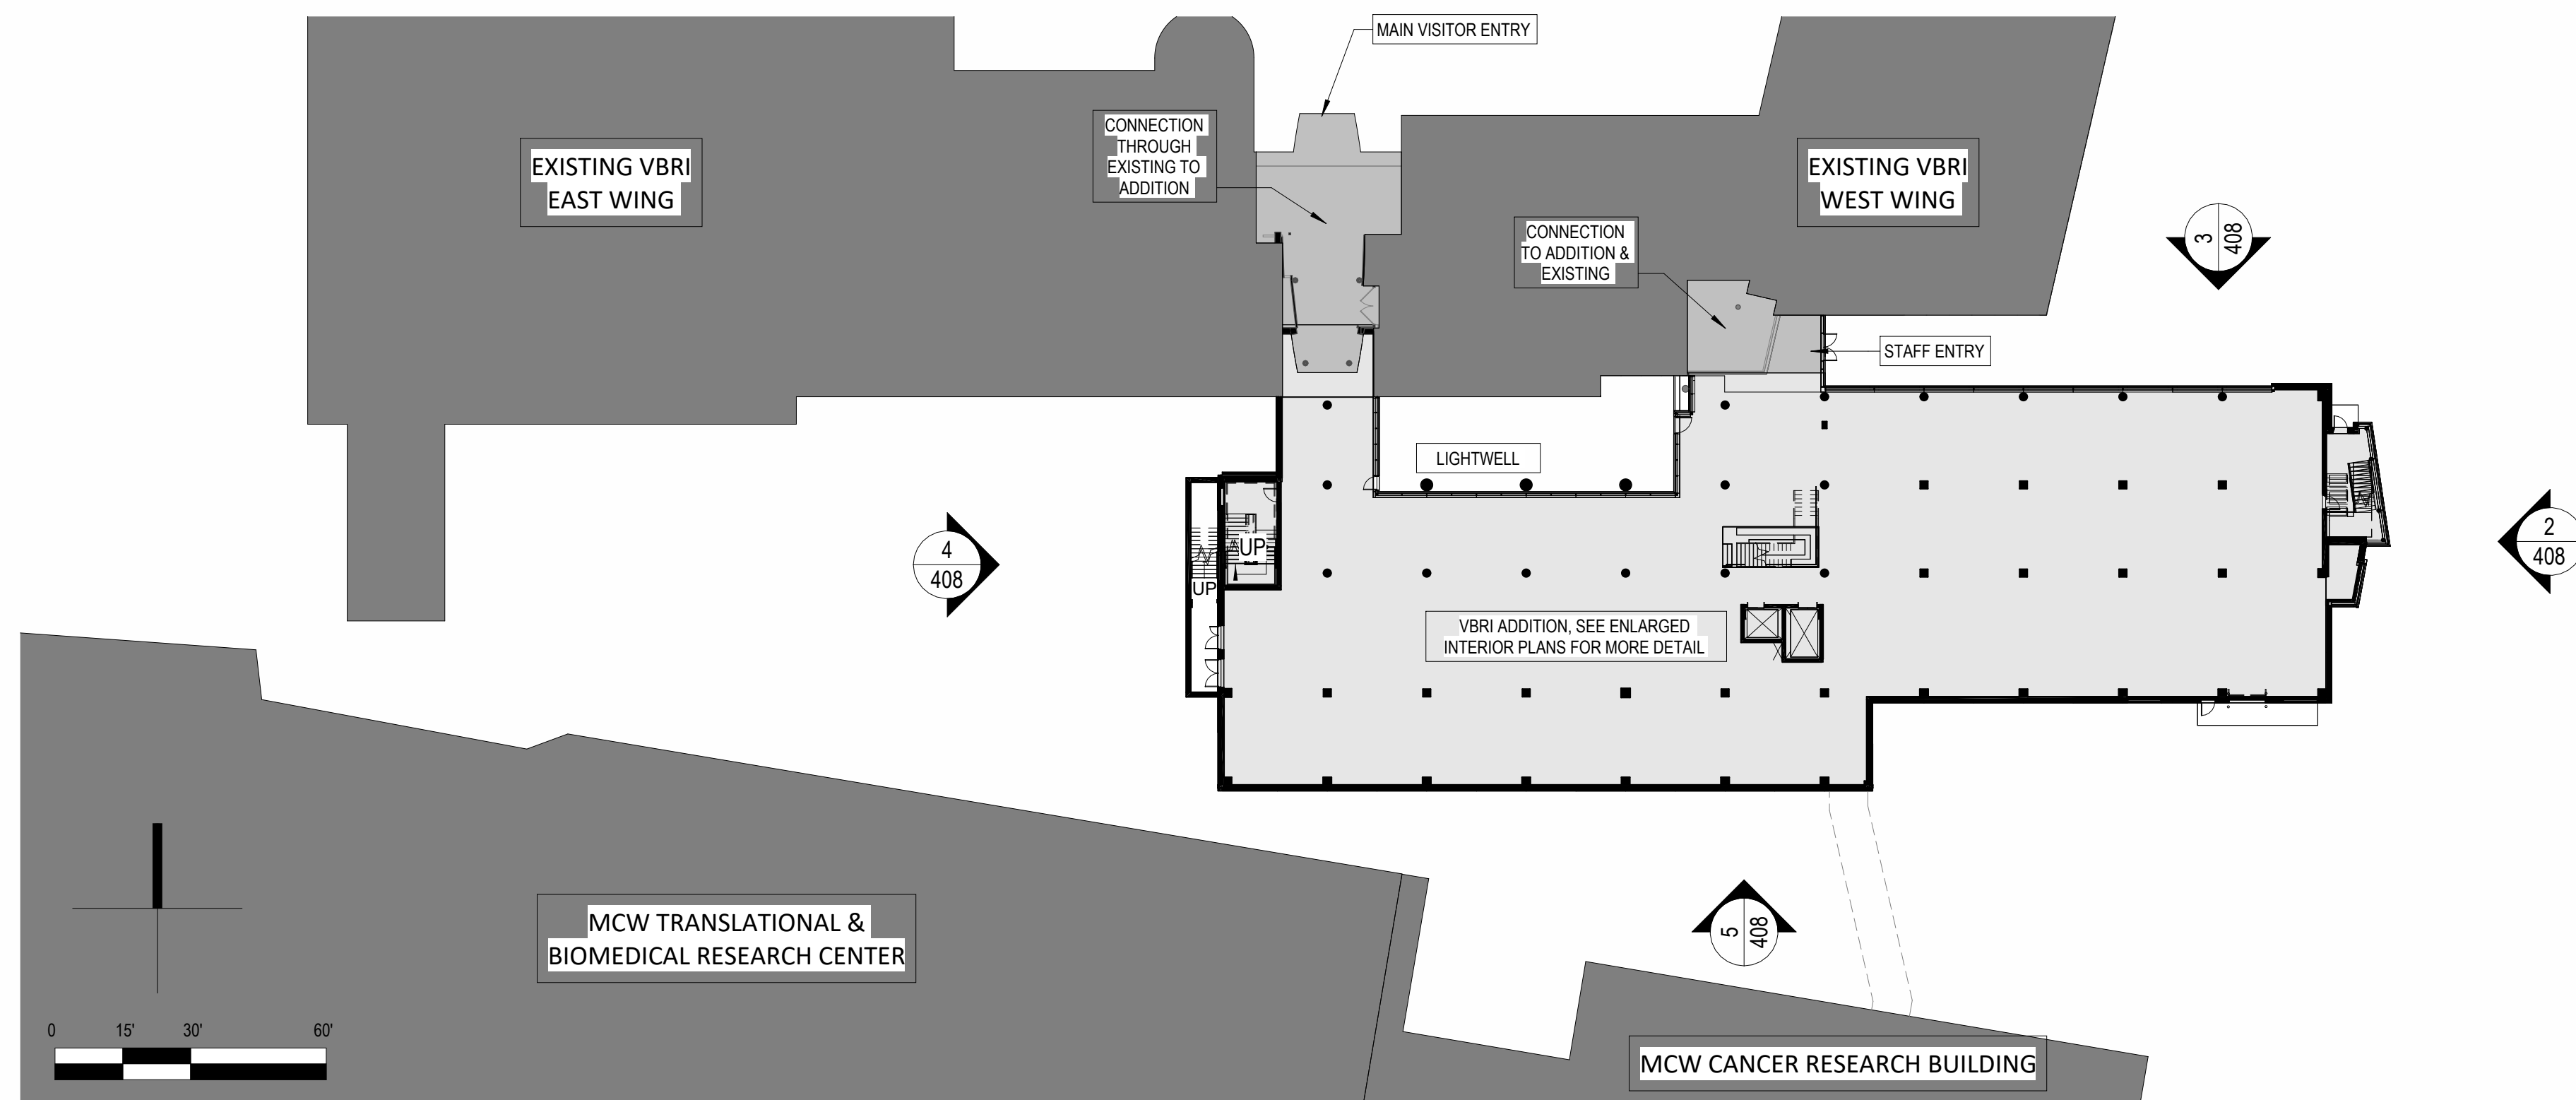 MAIN VISITOR ENTRY
CONNECTION
THROUGH
EXISTING TO
ADDITION
EXISTING VBRI
EAST WING
EXISTING VBRI
WEST WING
CONNECTION
TO ADDITION &
EXISTING
3
408
STAFF ENTRY
LIGHTWELL
2
408
4
408
UP
UP
VBRI ADDITION, SEE ENLARGED
INTERIOR PLANS FOR MORE DETAIL
5
408
MCW TRANSLATIONAL &
BIOMEDICAL RESEARCH CENTER
0 15' 30' 60'
MCW CANCER RESEARCH BUILDING